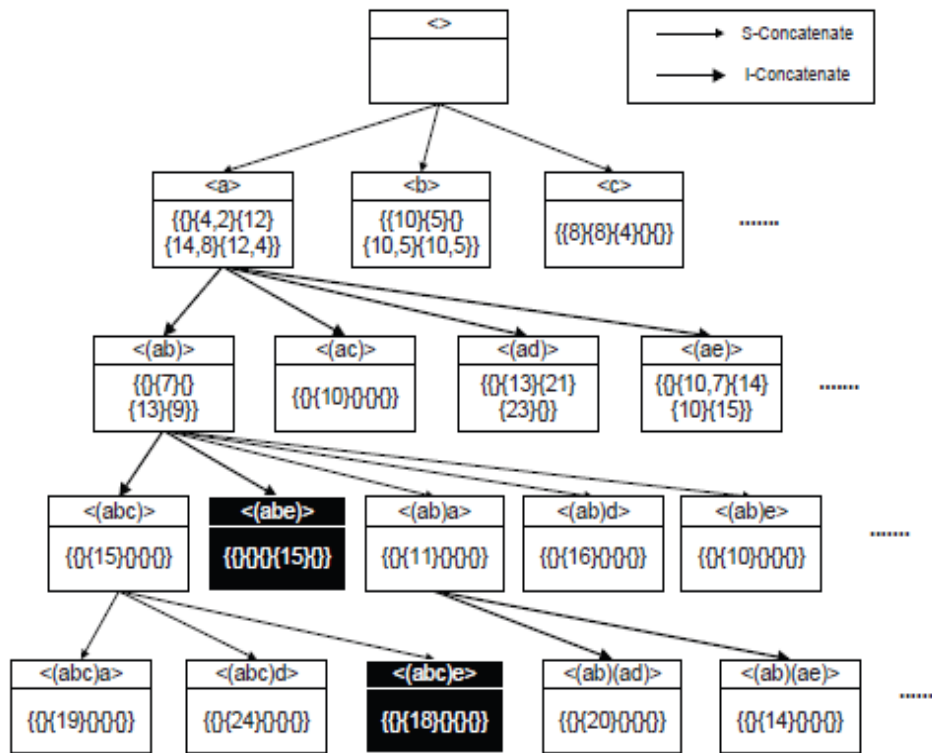 <>
S-Concatenate
I-Concatenate
<a>
{{}{4,2}{12}
{14,8}{12,4}}
<b>
{{10}{5}{}
{10,5}{10,5}}
<c>
{{8}{8}{4}{}{}}
.......
<(ab)>
{{}{7}{}
{13}{9}}
<(ac)>
{{}{10}{}{}{}}
<(ad)>
{{}{13}{21}
{23}{}}
<(ae)>
{{}{10,7}{14}
{10}{15}}
.......
<(abc)>
{{}{15}{}{}{}}
<(abe)>
{{}{}{}{15}{}}
<(ab)a>
{{}{11}{}{}{}}
<(ab)d>
{{}{16}{}{}{}}
<(ab)e>
{{}{10}{}{}{}}
.......
<(abc)a>
{{}{19}{}{}{}}
<(abc)d>
{{}{24}{}{}{}}
<(abc)e>
{{}{18}{}{}{}}
<(ab)(ad)>
{{}{20}{}{}{}}
<(ab)(ae)>
{{}{14}{}{}{}}
......